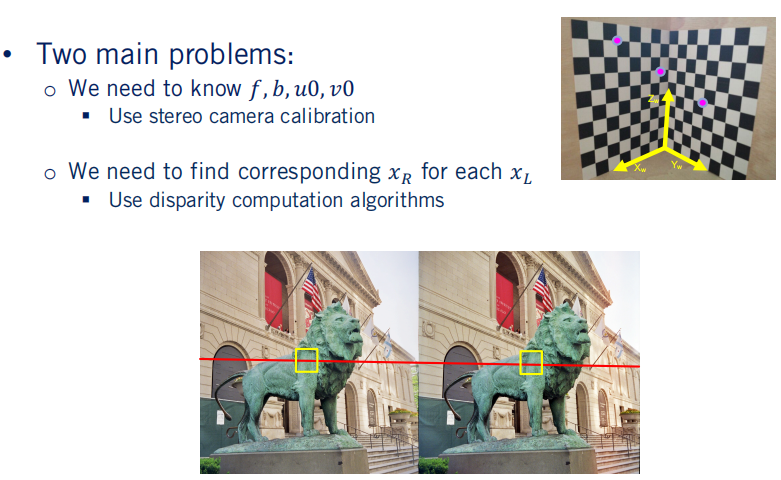 • Two main problems:
o We need to know f, b, u0, v0
▪ Use stereo camera calibration
o We need to find corresponding x_R for each x_L
▪ Use disparity computation algorithms
Z_w
X_w
Y_w